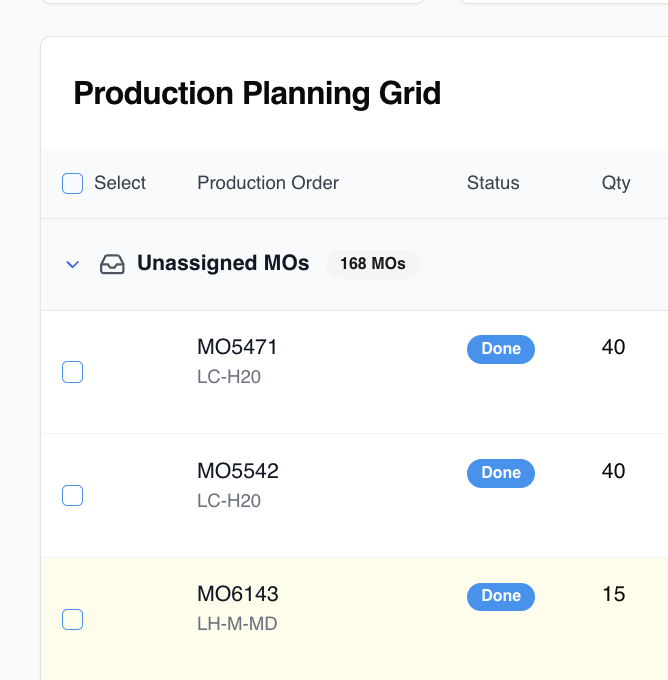 Production Planning Grid
Select Production Order Status Qty
Unassigned MOs 168 MOs
MO5471 Done 40
LC-H20
MO5542 Done 40
LC-H20
MO6143 Done 15
LH-M-MD